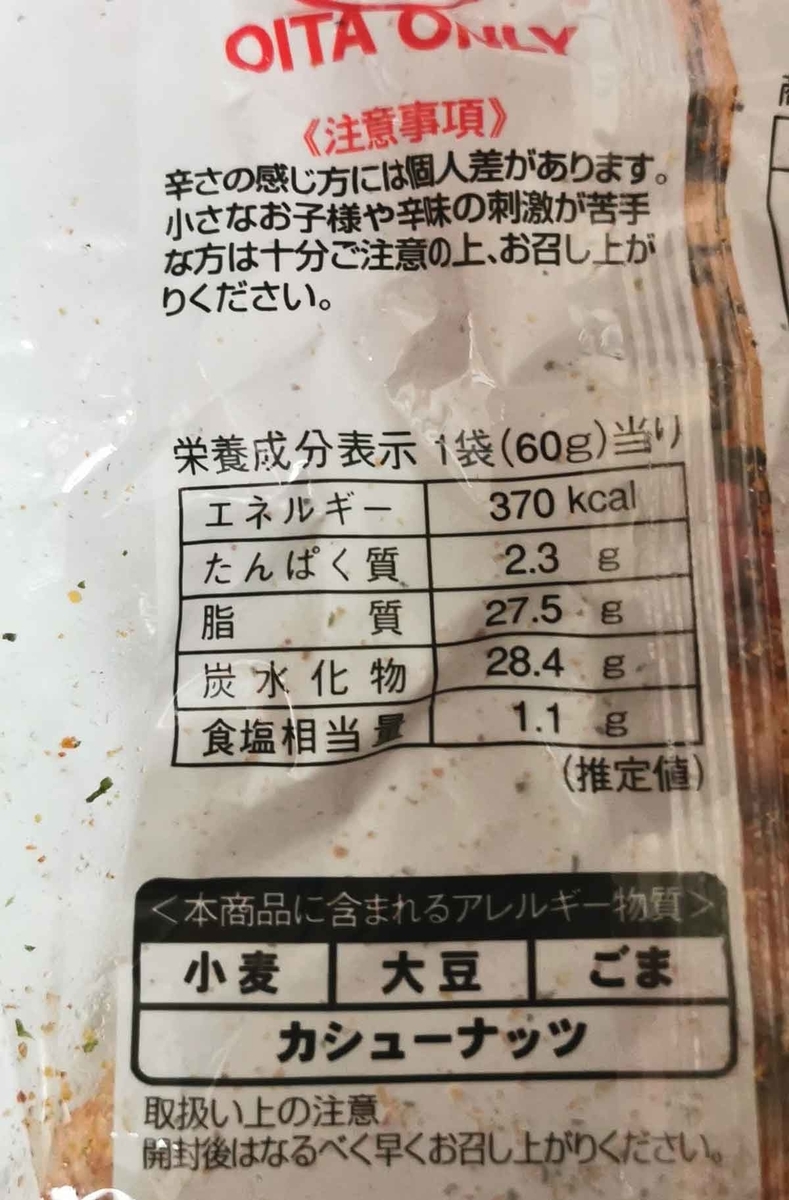 OITA ONLY
《注意事項》
辛さの感じ方には個人差があります。
小さなお子様や辛味の刺激が苦手
な方は十分ご注意の上、お召し上が
りください。
栄養成分表示 1袋(60g)当り
エネルギー 370 kcal
たんぱく質 2.3 g
脂質 27.5 g
炭水化物 28.4 g
食塩相当量 1.1 g
(推定値)
＜本商品に含まれるアレルギー物質＞
小麦 大豆 ごま
カシューナッツ
取扱い上の注意
開封後はなるべく早くお召し上がりください。